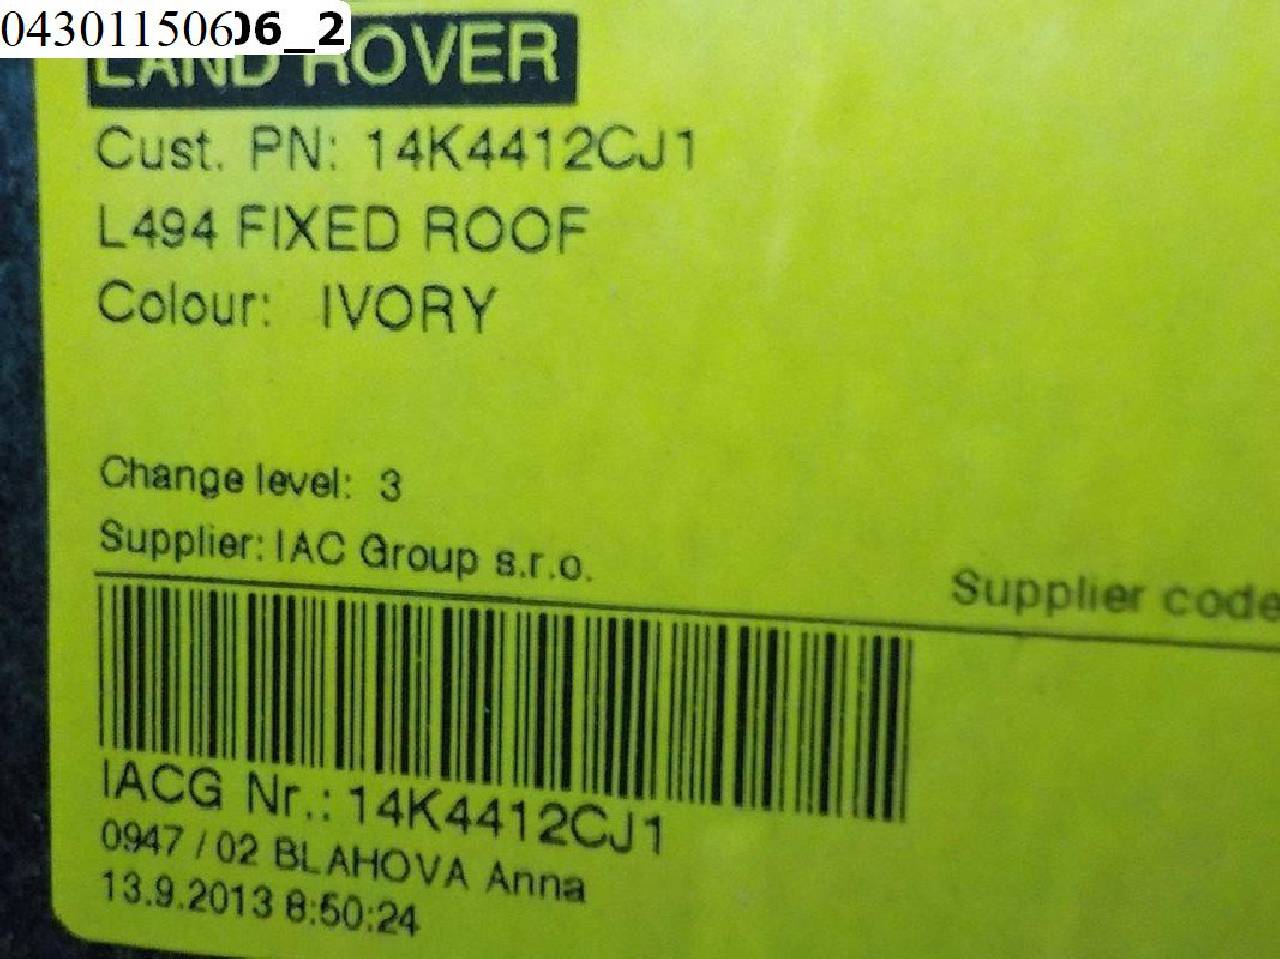 043011506
06_2
LAND ROVER
Cust. PN: 14K4412CJ1
L494 FIXED ROOF
Colour: IVORY
Change level: 3
Supplier: IAC Group s.r.o.
Supplier code
IACG Nr.: 14K4412CJ1
0947 / 02 BLAHOVA Anna
13.9.2013 8:50:24